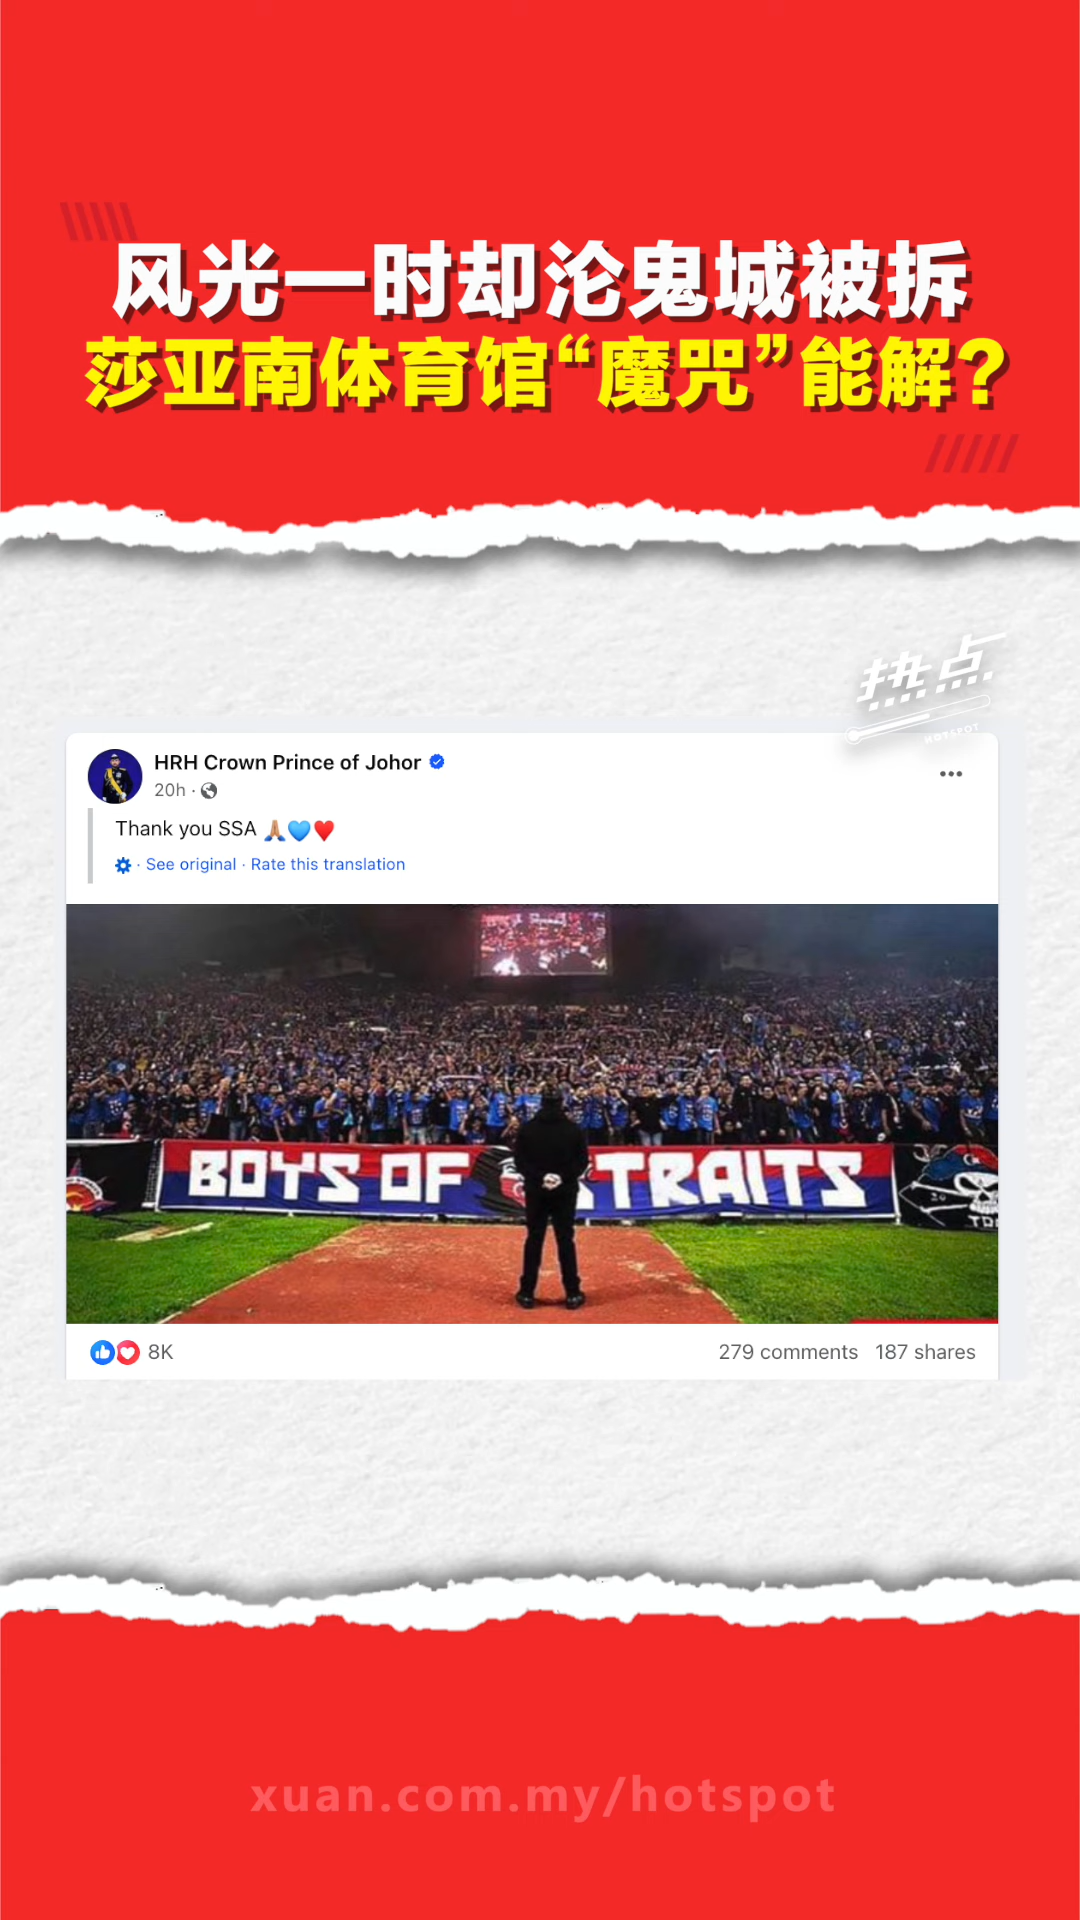 风光一时却沦鬼城被拆
莎亚南体育馆“魔咒”能解？
热点
HOTSPOT
HRH Crown Prince of Johor
20h ·
Thank you SSA 🙏🏽💙❤️
· See original · Rate this translation
BOYS OF STRAITS
20
8K
279 comments 187 shares
xuan.com.my/hotspot